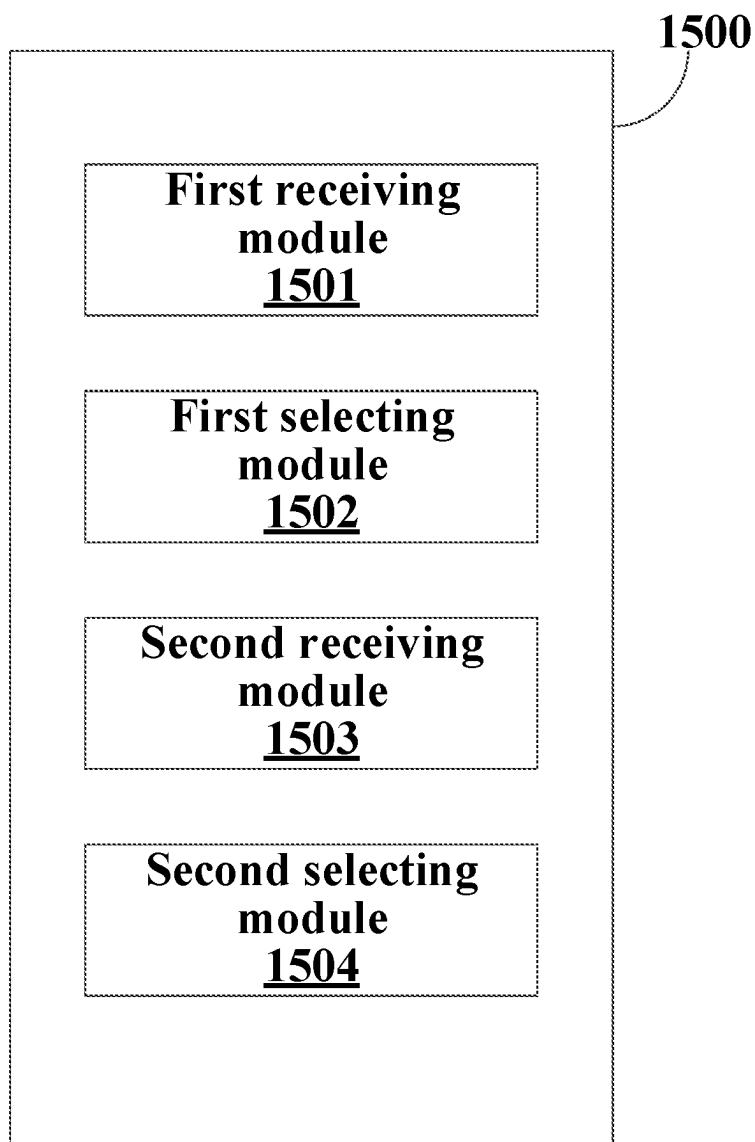 1500
First receiving
module
1501
First selecting
module
1502
Second receiving
module
1503
Second selecting
module
1504